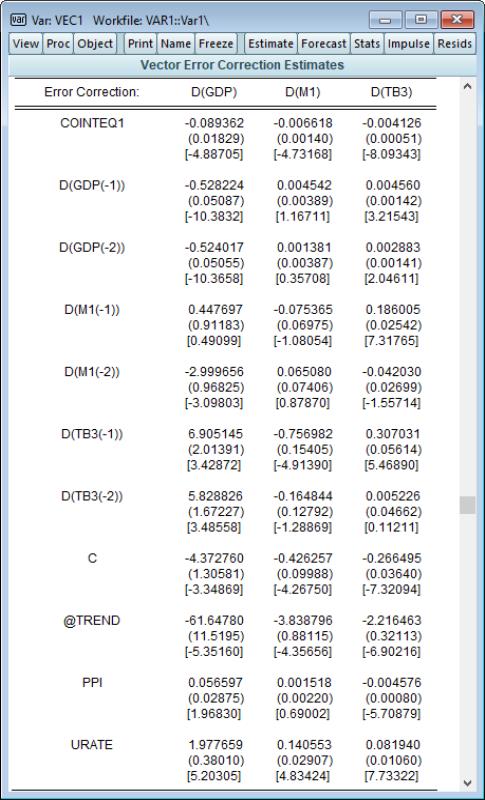 var Var: VEC1 Workfile: VAR1::Var1\
View Proc Object Print Name Freeze Estimate Forecast Stats Impulse Resids
Vector Error Correction Estimates
Error Correction: D(GDP) D(M1) D(TB3)
COINTEQ1 -0.089362 -0.006618 -0.004126
(0.01829) (0.00140) (0.00051)
[-4.88705] [-4.73168] [-8.09343]
D(GDP(-1)) -0.528224 0.004542 0.004560
(0.05087) (0.00389) (0.00142)
[-10.3832] [1.16711] [3.21543]
D(GDP(-2)) -0.524017 0.001381 0.002883
(0.05055) (0.00387) (0.00141)
[-10.3658] [0.35708] [2.04611]
D(M1(-1)) 0.447697 -0.075365 0.186005
(0.91183) (0.06975) (0.02542)
[0.49099] [-1.08054] [7.31765]
D(M1(-2)) -2.999656 0.065080 -0.042030
(0.96825) (0.07406) (0.02699)
[-3.09803] [0.87870] [-1.55714]
D(TB3(-1)) 6.905145 -0.756982 0.307031
(2.01391) (0.15405) (0.05614)
[3.42872] [-4.91390] [5.46890]
D(TB3(-2)) 5.828826 -0.164844 0.005226
(1.67227) (0.12792) (0.04662)
[3.48558] [-1.28869] [0.11211]
C -4.372760 -0.426257 -0.266495
(1.30581) (0.09988) (0.03640)
[-3.34869] [-4.26750] [-7.32094]
@TREND -61.64780 -3.838796 -2.216463
(11.5195) (0.88115) (0.32113)
[-5.35160] [-4.35656] [-6.90216]
PPI 0.056597 0.001518 -0.004576
(0.02875) (0.00220) (0.00080)
[1.96830] [0.69002] [-5.70879]
URATE 1.977659 0.140553 0.081940
(0.38010) (0.02907) (0.01060)
[5.20305] [4.83424] [7.73322]